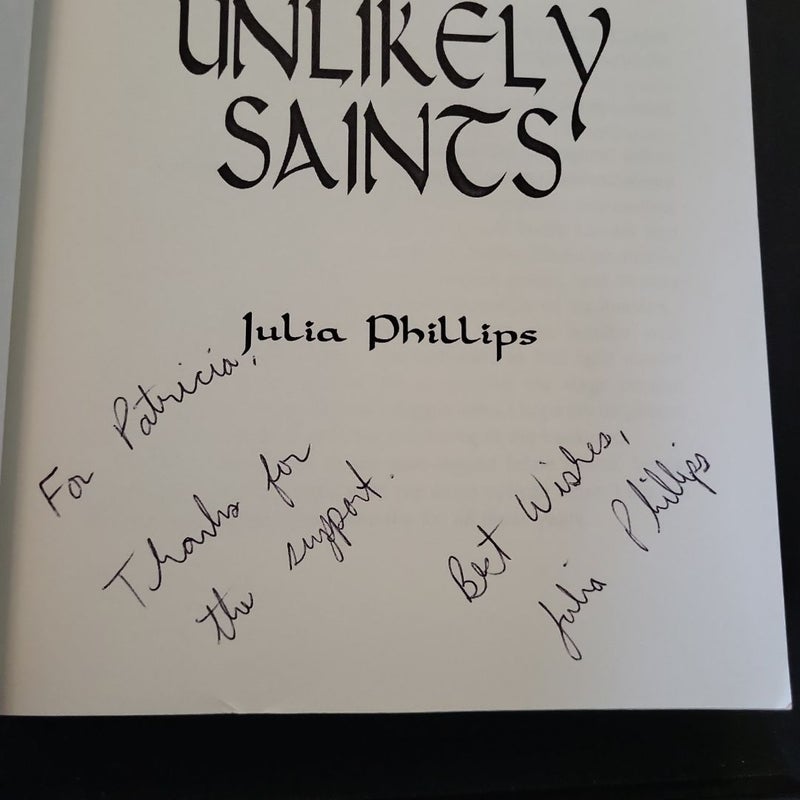 UNLIKELY
SAINTS
Julia Phillips
For Patricia,
Thanks for
the support.
Best Wishes,
Julia Phillips